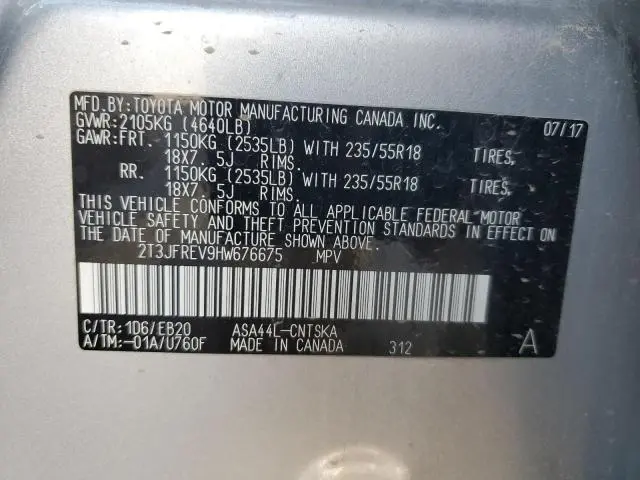 MFD.BY:TOYOTA MOTOR MANUFACTURING CANADA INC. 07/17
GVWR:2105KG (4640LB)
GAWR:FRT. 1150KG (2535LB) WITH 235/55R18 TIRES,
18X7.5J RIMS,
RR. 1150KG (2535LB) WITH 235/55R18 TIRES,
18X7.5J RIMS.
THIS VEHICLE CONFORMS TO ALL APPLICABLE FEDERAL MOTOR
VEHICLE SAFETY AND THEFT PREVENTION STANDARDS IN EFFECT ON
THE DATE OF MANUFACTURE SHOWN ABOVE.
2T3JFREV9HW676675 MPV
C/TR:1D6/EB20 ASA44L-CNTSKA
A/TM:-01A/U760F MADE IN CANADA 312 A